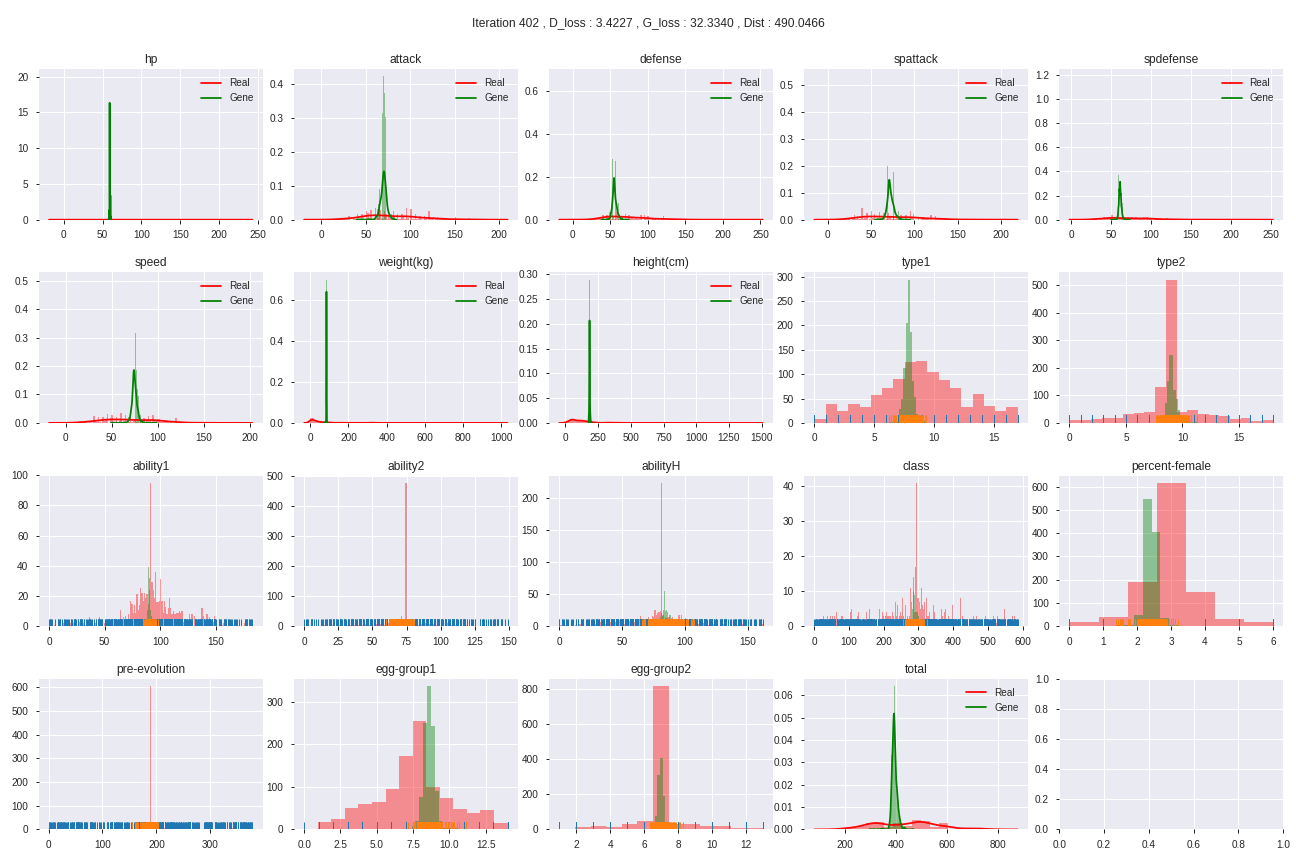 Iteration 402 , D_loss : 3.4227 , G_loss : 32.3340 , Dist : 490.0466
hp
attack
defense
spattack
spdefense
20
15
10
5
0
0 50 100 150 200 250
Real
Gene
0.4
0.3
0.2
0.1
0.0
0 50 100 150 200
Real
Gene
0.6
0.4
0.2
0.0
0 50 100 150 200 250
Real
Gene
0.5
0.4
0.3
0.2
0.1
0.0
0 50 100 150 200
Real
Gene
1.2
1.0
0.8
0.6
0.4
0.2
0.0
0 50 100 150 200 250
Real
Gene
speed
weight(kg)
height(cm)
type1
type2
0.5
0.4
0.3
0.2
0.1
0.0
0 50 100 150 200
Real
Gene
0.6
0.4
0.2
0.0
0 200 400 600 800 1000
Real
Gene
0.30
0.25
0.20
0.15
0.10
0.05
0.00
0 250 500 750 1000 1250 1500
Real
Gene
300
250
200
150
100
50
0
0 5 10 15
500
400
300
200
100
0
0 5 10 15
ability1
ability2
abilityH
class
percent-female
100
80
60
40
20
0
0 50 100 150
500
400
300
200
100
0
0 25 50 75 100 125 150
200
150
100
50
0
0 50 100 150
40
30
20
10
0
0 100 200 300 400 500 600
600
500
400
300
200
100
0
0 1 2 3 4 5 6
pre-evolution
egg-group1
egg-group2
total
600
500
400
300
200
100
0
0 100 200 300
300
200
100
0
0.0 2.5 5.0 7.5 10.0 12.5
800
600
400
200
0
2 4 6 8 10 12
0.06
0.05
0.04
0.03
0.02
0.01
0.00
200 400 600 800
Real
Gene
1.0
0.8
0.6
0.4
0.2
0.0
0.0 0.2 0.4 0.6 0.8 1.0